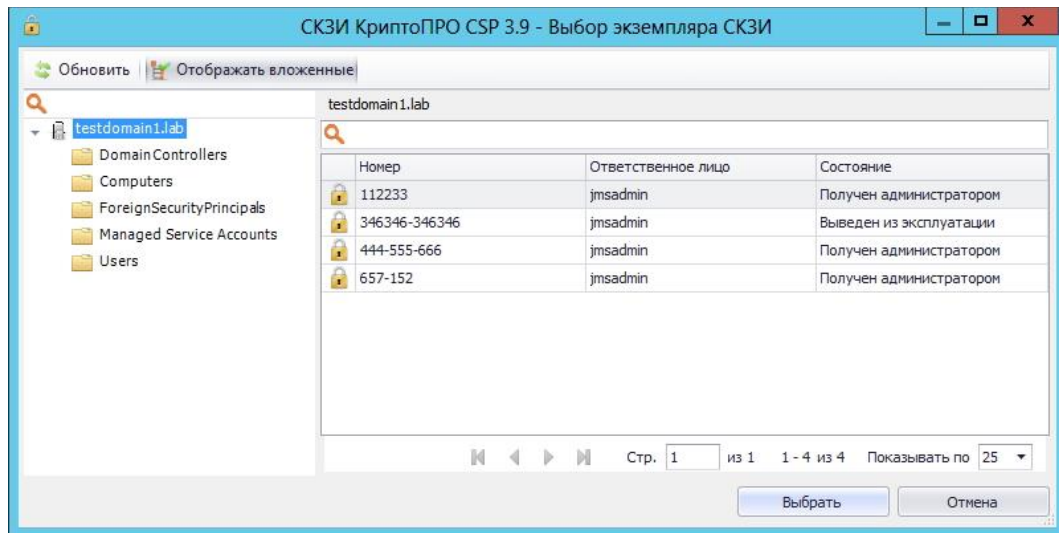 СКЗИ КриптоПРО CSP 3.9 - Выбор экземпляра СКЗИ
Обновить Отображать вложенные
testdomain1.lab
Domain Controllers
Computers
ForeignSecurityPrincipals
Managed Service Accounts
Users
testdomain1.lab
Номер Ответственное лицо Состояние
112233 jmsadmin Получен администратором
346346-346346 jmsadmin Выведен из эксплуатации
444-555-666 jmsadmin Получен администратором
657-152 jmsadmin Получен администратором
Стр. 1 из 1 1 - 4 из 4 Показывать по 25
Выбрать Отмена